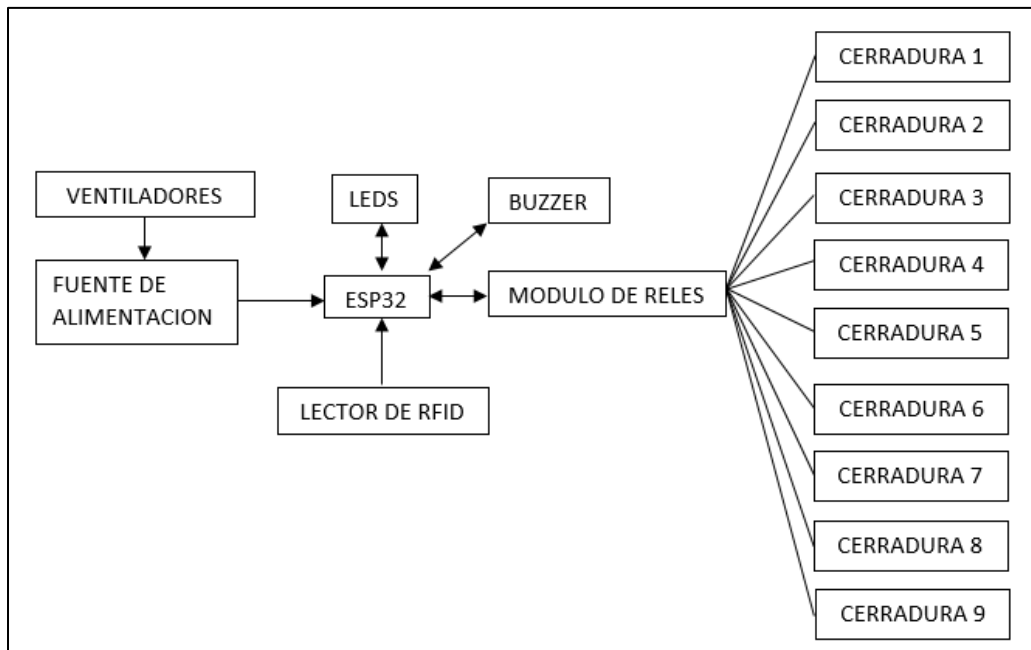 VENTILADORES
FUENTE DE
ALIMENTACION
LEDS
BUZZER
ESP32
MODULO DE RELES
LECTOR DE RFID
CERRADURA 1
CERRADURA 2
CERRADURA 3
CERRADURA 4
CERRADURA 5
CERRADURA 6
CERRADURA 7
CERRADURA 8
CERRADURA 9